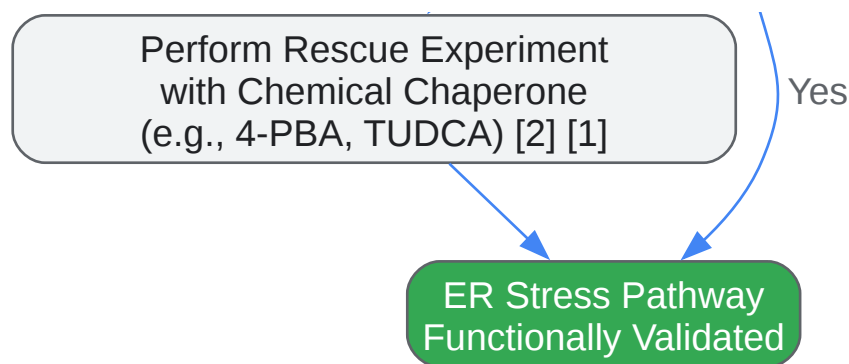 Perform Rescue Experiment
with Chemical Chaperone
(e.g., 4-PBA, TUDCA) [2] [1]
Yes
ER Stress Pathway
Functionally Validated